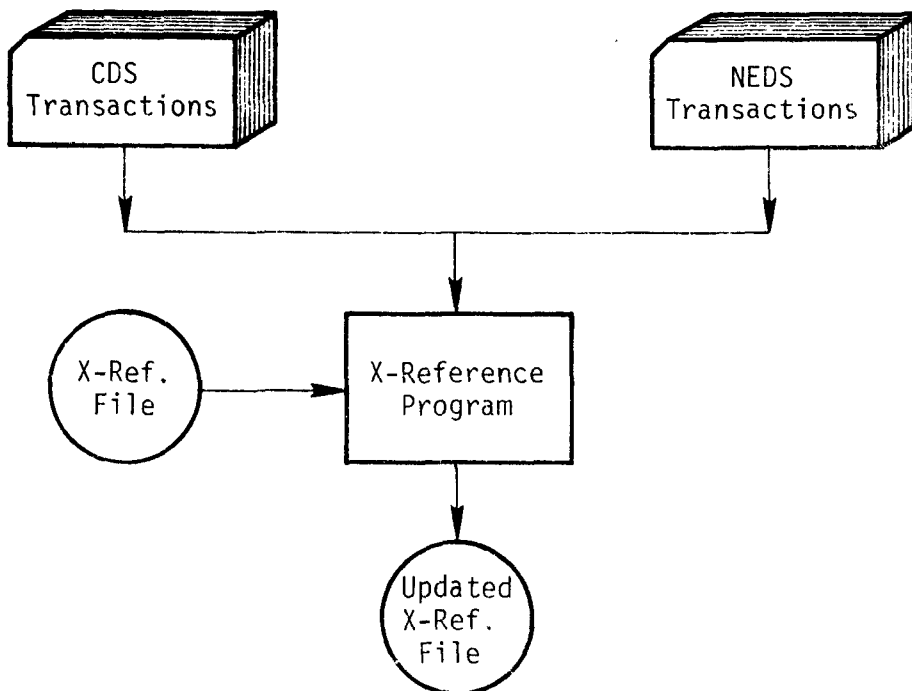 CDS
Transactions
NEDS
Transactions
X-Ref.
File
X-Reference
Program
Updated
X-Ref.
File